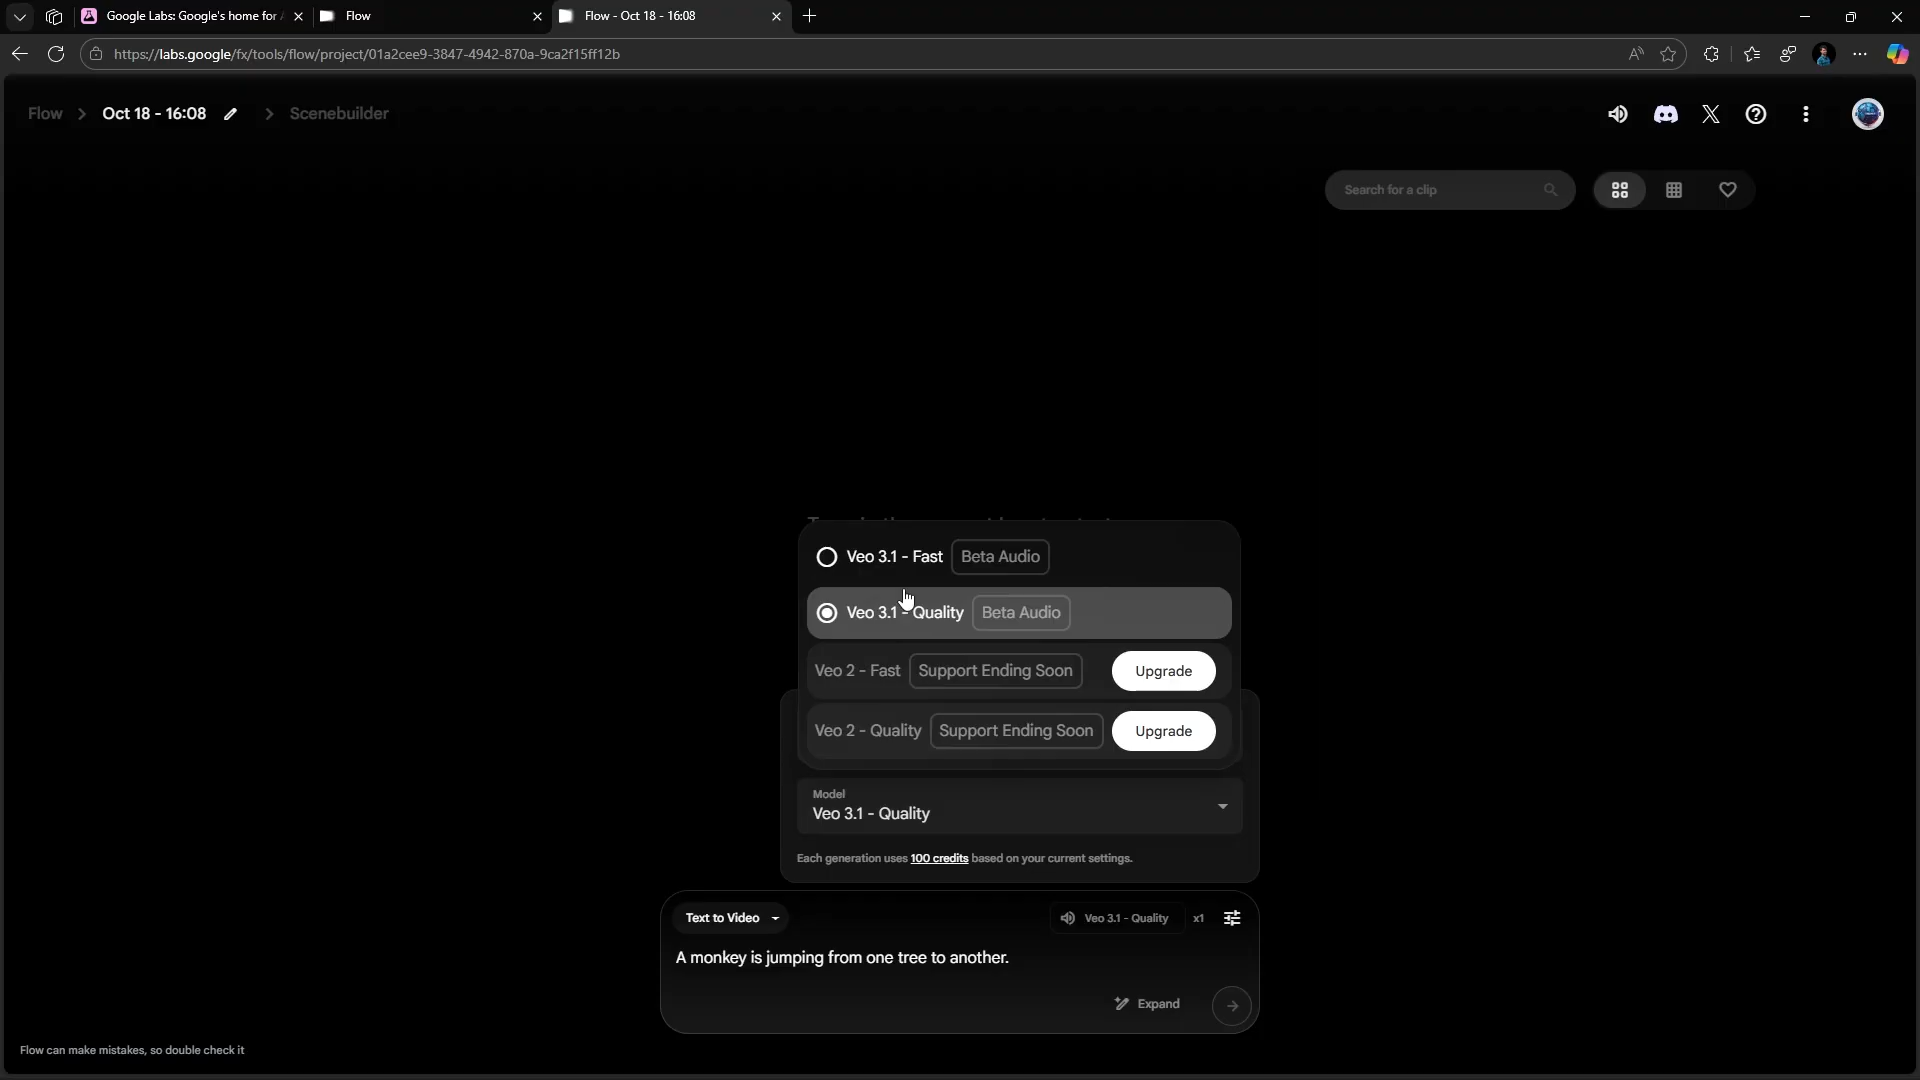 Google Labs: Google's home for
Flow
Flow - Oct 18 - 16:08
https://labs.google/fx/tools/flow/project/01a2cee9-3847-4942-870a-9ca2f15ff12b
Flow > Oct 18 - 16:08 > Scenebuilder
Search for a clip
Veo 3.1 - Fast Beta Audio
Veo 3.1 - Quality Beta Audio
Veo 2 - Fast Support Ending Soon Upgrade
Veo 2 - Quality Support Ending Soon Upgrade
Model
Veo 3.1 - Quality
Each generation uses 100 credits based on your current settings.
Text to Video Veo 3.1 - Quality x1
A monkey is jumping from one tree to another.
Expand
Flow can make mistakes, so double check it